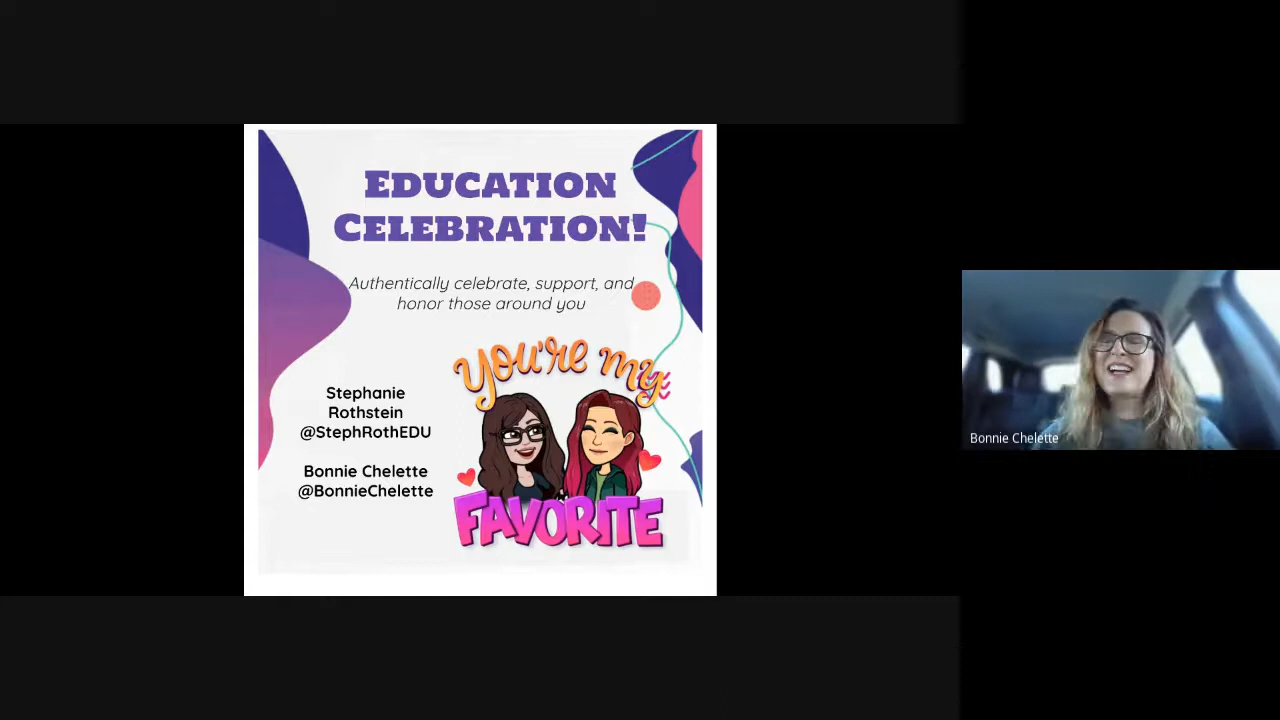 EDUCATION
CELEBRATION!
Authentically celebrate, support, and
honor those around you
YOU'RE MY
FAVORITE
Stephanie
Rothstein
@StephRothEDU
Bonnie Chelette
@BonnieChelette
Bonnie Chelette